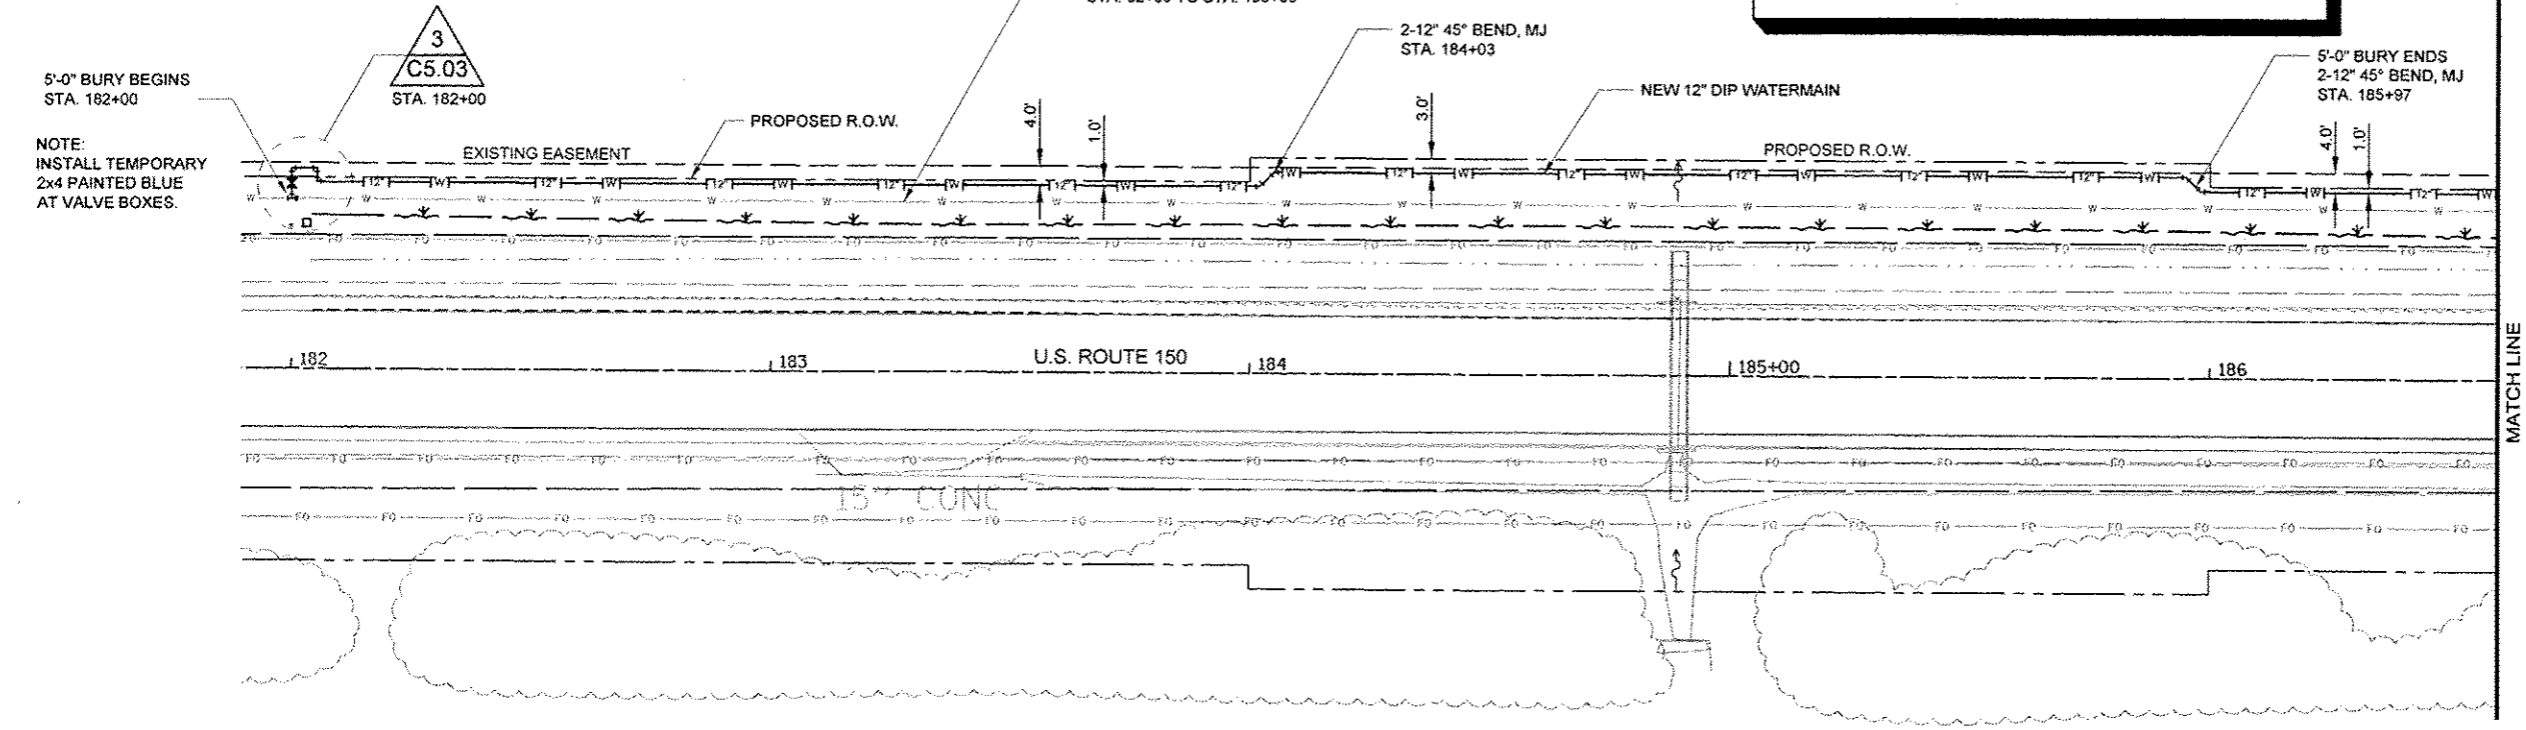 3
C5.03
STA. 182+00
5'-0" BURY BEGINS
STA. 182+00
NOTE:
INSTALL TEMPORARY
2x4 PAINTED BLUE
AT VALVE BOXES.
2-12" 45° BEND, MJ
STA. 184+03
5'-0" BURY ENDS
2-12" 45° BEND, MJ
STA. 185+97
NEW 12" DIP WATERMAIN
PROPOSED R.O.W.
EXISTING EASEMENT
PROPOSED R.O.W.
4.0'
1.0'
3.0'
4.0'
1.0'
182
183
U.S. ROUTE 150
184
185+00
186
MATCH LINE
15" CONC